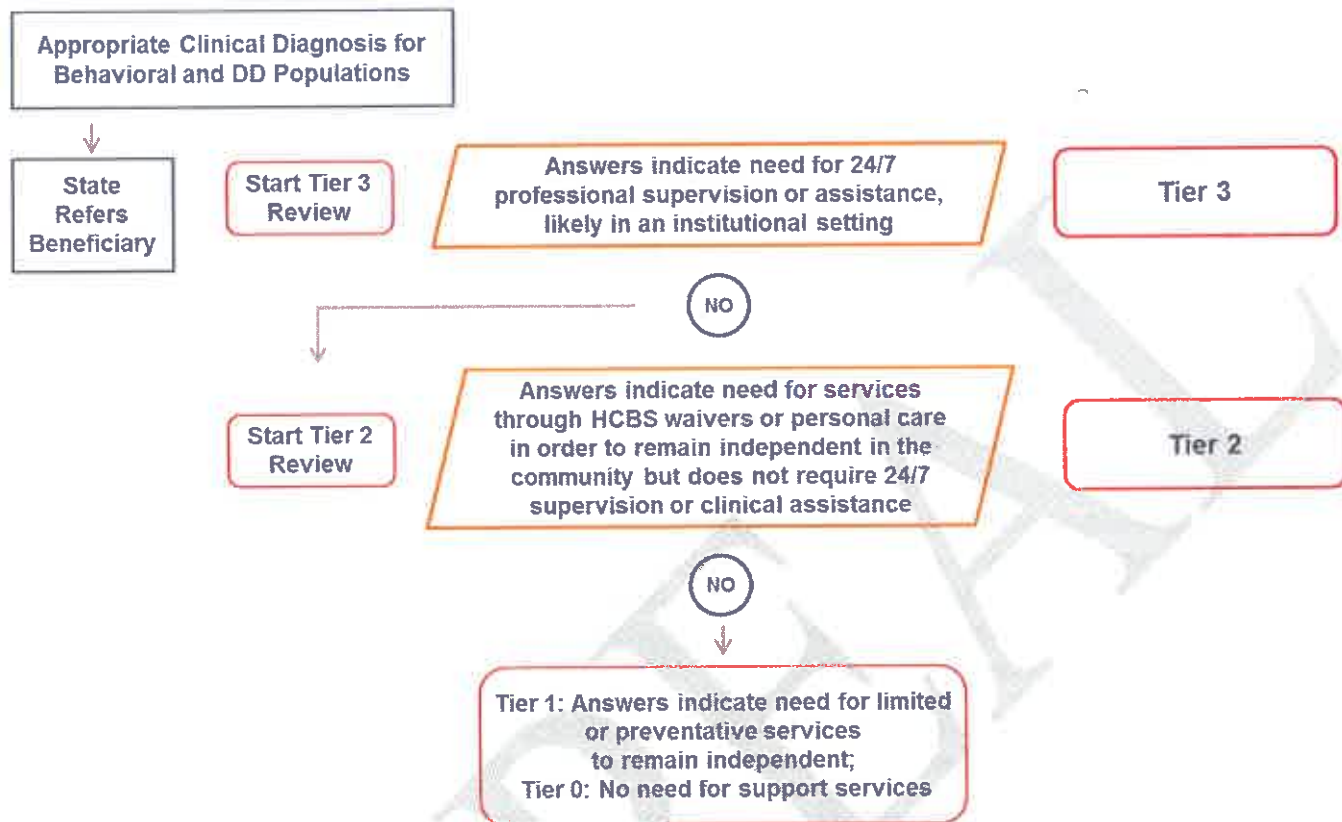 Appropriate Clinical Diagnosis for
Behavioral and DD Populations
State
Refers
Beneficiary
Start Tier 3
Review
Answers indicate need for 24/7
professional supervision or assistance,
likely in an institutional setting
Tier 3
NO
Start Tier 2
Review
Answers indicate need for services
through HCBS waivers or personal care
in order to remain independent in the
community but does not require 24/7
supervision or clinical assistance
Tier 2
NO
Tier 1: Answers indicate need for limited
or preventative services
to remain independent;
Tier 0: No need for support services